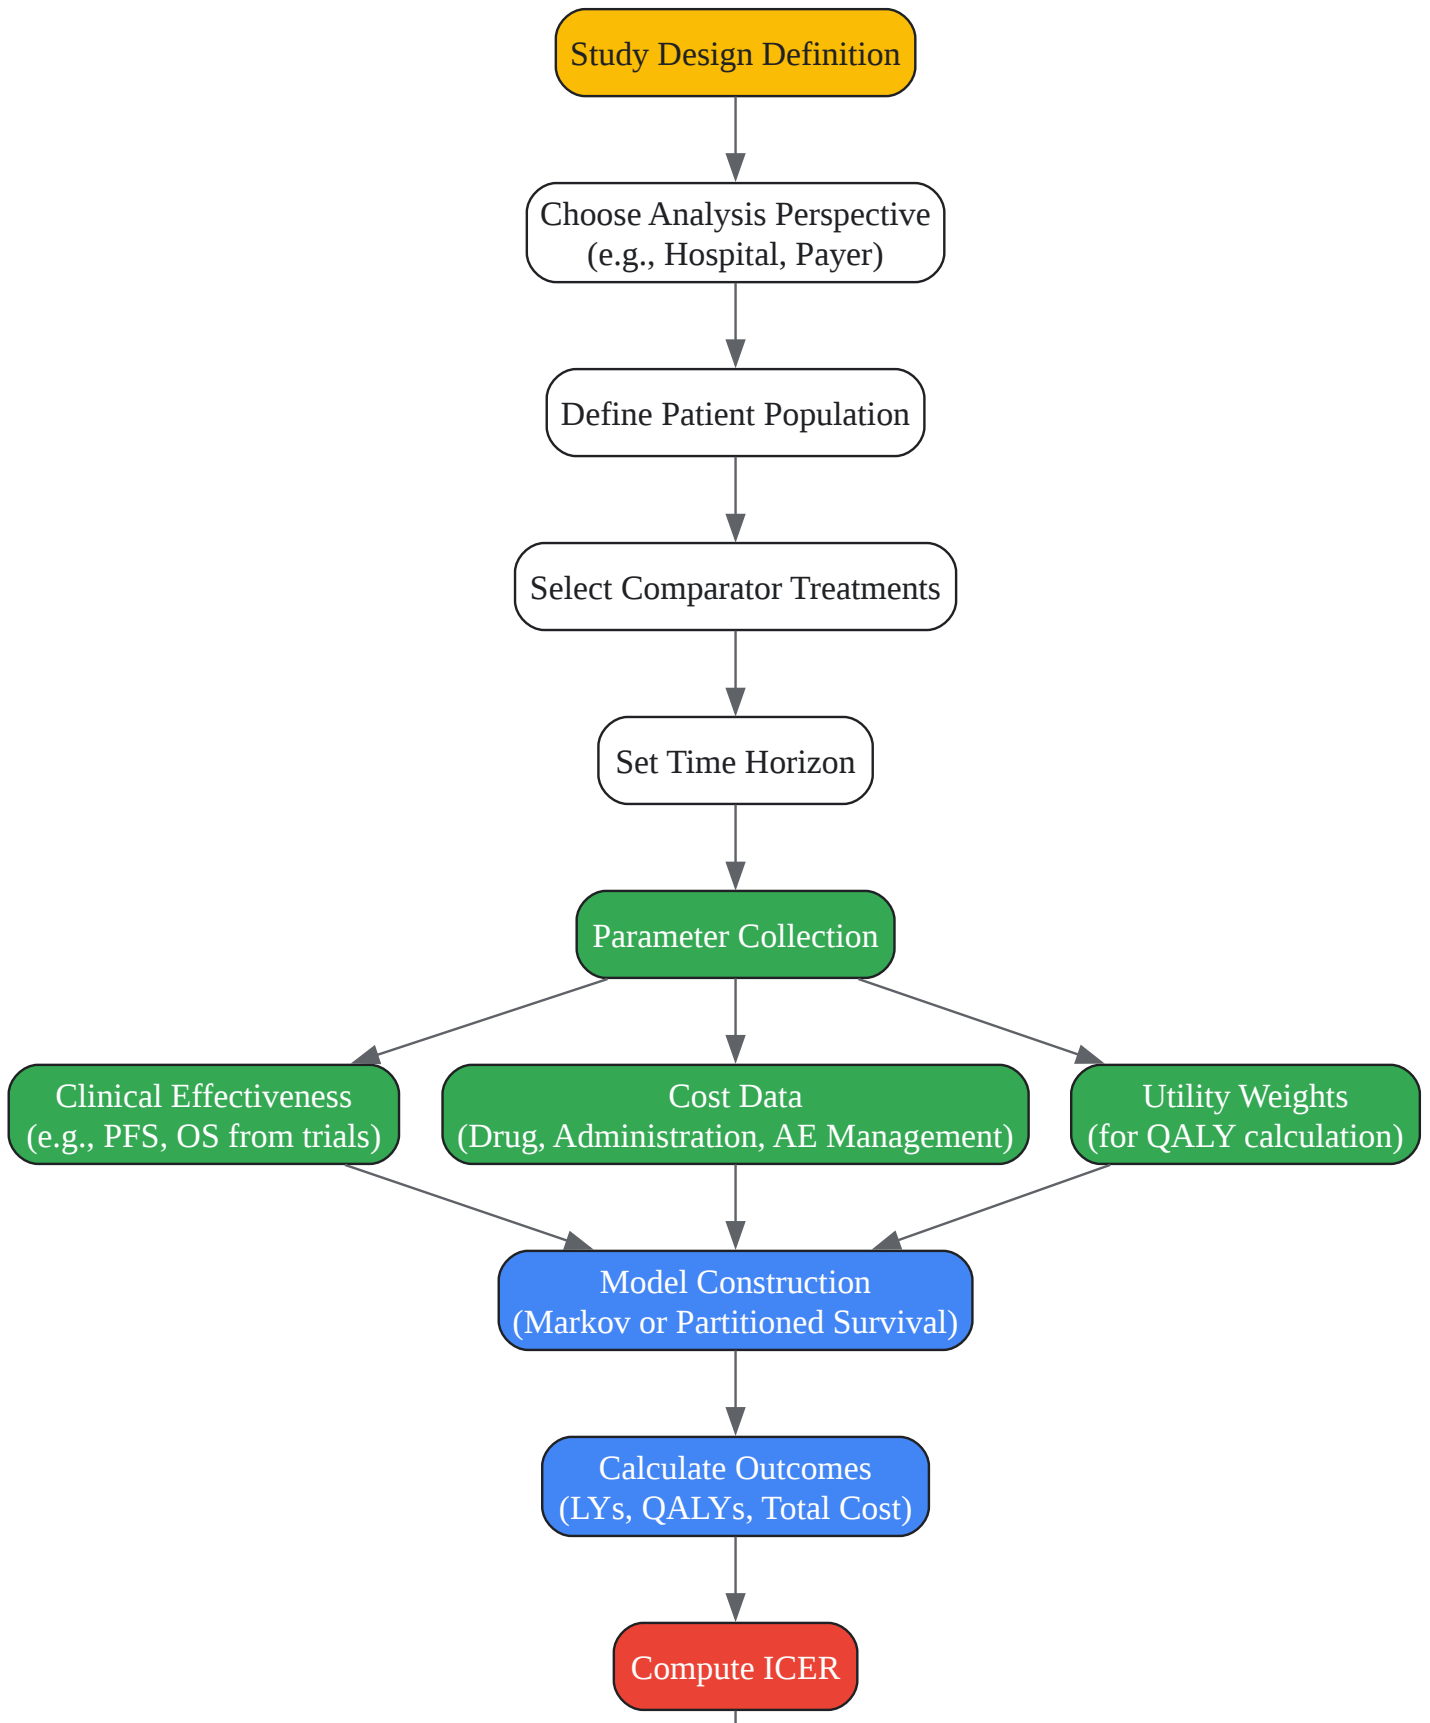 Study Design Definition
Choose Analysis Perspective
(e.g., Hospital, Payer)
Define Patient Population
Select Comparator Treatments
Set Time Horizon
Parameter Collection
Clinical Effectiveness
(e.g., PFS, OS from trials)
Cost Data
(Drug, Administration, AE Management)
Utility Weights
(for QALY calculation)
Model Construction
(Markov or Partitioned Survival)
Calculate Outcomes
(LYs, QALYs, Total Cost)
Compute ICER